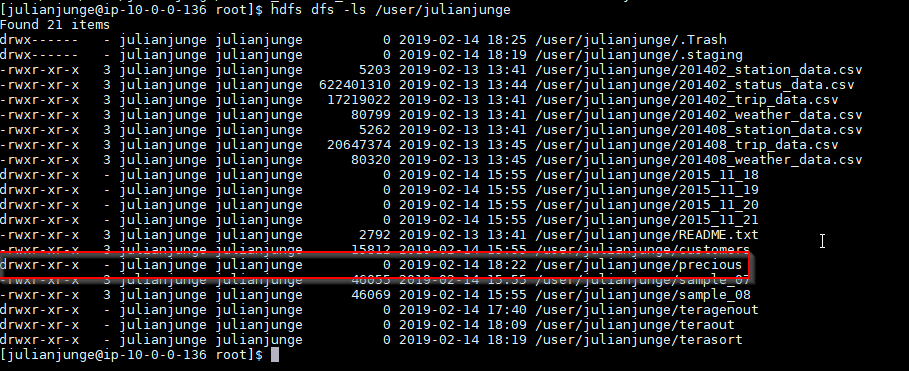 [julianjunge@ip-10-0-0-136 root]$ hdfs dfs -ls /user/julianjunge
Found 21 items
drwx------   - julianjunge julianjunge          0 2019-02-14 18:25 /user/julianjunge/.Trash
drwx------   - julianjunge julianjunge          0 2019-02-14 18:19 /user/julianjunge/.staging
-rwxr-xr-x   3 julianjunge julianjunge       5203 2019-02-13 13:41 /user/julianjunge/201402_station_data.csv
-rwxr-xr-x   3 julianjunge julianjunge  622401310 2019-02-13 13:44 /user/julianjunge/201402_status_data.csv
-rwxr-xr-x   3 julianjunge julianjunge   17219022 2019-02-13 13:41 /user/julianjunge/201402_trip_data.csv
-rwxr-xr-x   3 julianjunge julianjunge      80799 2019-02-13 13:41 /user/julianjunge/201402_weather_data.csv
-rwxr-xr-x   3 julianjunge julianjunge       5262 2019-02-13 13:41 /user/julianjunge/201408_station_data.csv
-rwxr-xr-x   3 julianjunge julianjunge   20647374 2019-02-13 13:45 /user/julianjunge/201408_trip_data.csv
-rwxr-xr-x   3 julianjunge julianjunge      80320 2019-02-13 13:45 /user/julianjunge/201408_weather_data.csv
drwxr-xr-x   - julianjunge julianjunge          0 2019-02-14 15:55 /user/julianjunge/2015_11_18
drwxr-xr-x   - julianjunge julianjunge          0 2019-02-14 15:55 /user/julianjunge/2015_11_19
drwxr-xr-x   - julianjunge julianjunge          0 2019-02-14 15:55 /user/julianjunge/2015_11_20
drwxr-xr-x   - julianjunge julianjunge          0 2019-02-14 15:55 /user/julianjunge/2015_11_21
-rwxr-xr-x   3 julianjunge julianjunge       2792 2019-02-13 13:41 /user/julianjunge/README.txt
-rwxr-xr-x   3 julianjunge julianjunge      15812 2019-02-14 15:55 /user/julianjunge/customers
drwxr-xr-x   - julianjunge julianjunge          0 2019-02-14 18:22 /user/julianjunge/precious
-rwxr-xr-x   3 julianjunge julianjunge      46055 2019-02-14 15:55 /user/julianjunge/sample_07
-rwxr-xr-x   3 julianjunge julianjunge      46069 2019-02-14 15:55 /user/julianjunge/sample_08
drwxr-xr-x   - julianjunge julianjunge          0 2019-02-14 17:40 /user/julianjunge/teragenout
drwxr-xr-x   - julianjunge julianjunge          0 2019-02-14 18:09 /user/julianjunge/teraout
drwxr-xr-x   - julianjunge julianjunge          0 2019-02-14 18:19 /user/julianjunge/terasort
[julianjunge@ip-10-0-0-136 root]$